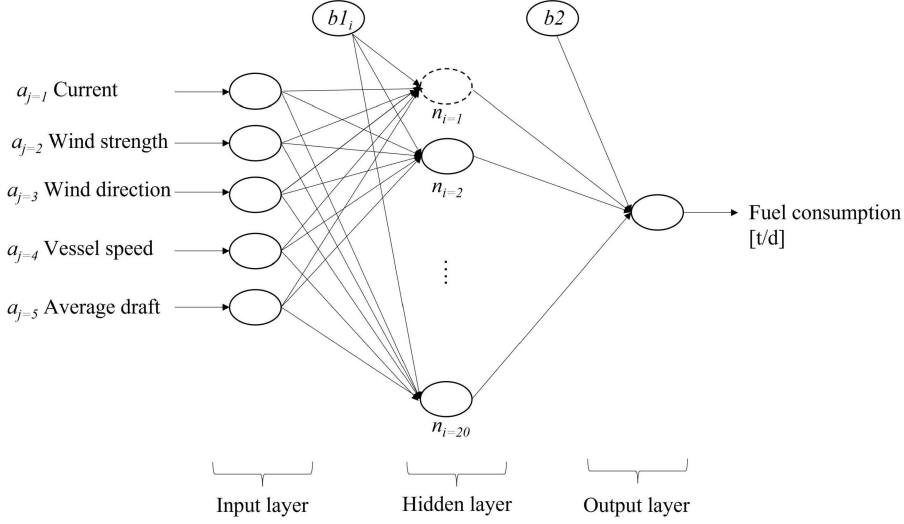 b1i
b2
aj=1 Current
aj=2 Wind strength
aj=3 Wind direction
aj=4 Vessel speed
aj=5 Average draft
ni=1
ni=2
⋮
ni=20
Fuel consumption
[t/d]
Input layer
Hidden layer
Output layer